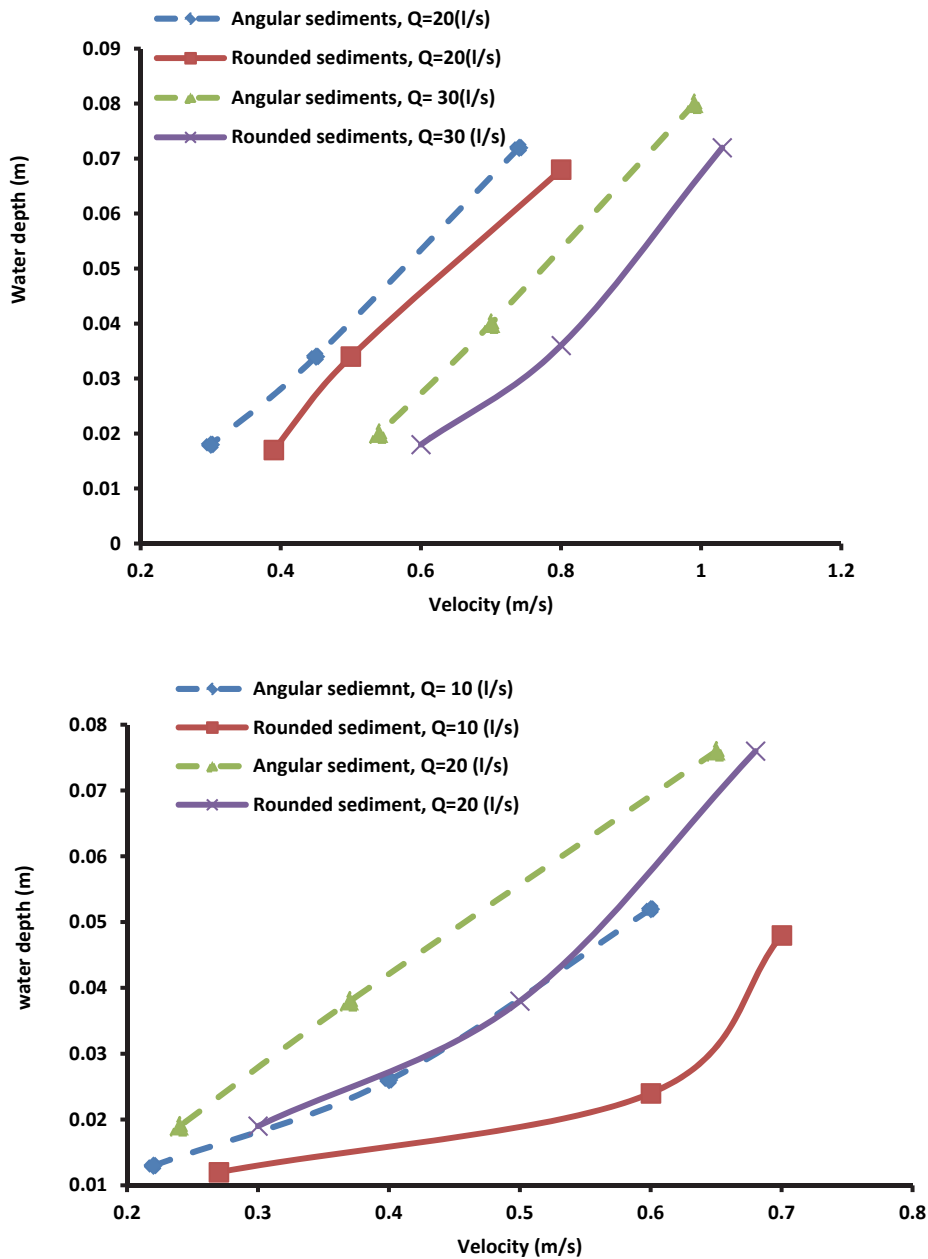 Angular sediments, Q=20(l/s)
Rounded sediments, Q=20(l/s)
Angular sediments, Q= 30(l/s)
Rounded sediments, Q=30 (l/s)
0.09
0.08
0.07
0.06
0.05
0.04
0.03
0.02
0.01
0
Water depth (m)
0.2
0.4
0.6
0.8
1
1.2
Velocity (m/s)
Angular sediemnt, Q= 10 (l/s)
Rounded sediment, Q=10 (l/s)
Angular sediment, Q=20 (l/s)
Rounded sediment, Q=20 (l/s)
0.08
0.07
0.06
0.05
0.04
0.03
0.02
0.01
water depth (m)
0.2
0.3
0.4
0.5
0.6
0.7
0.8
Velocity (m/s)